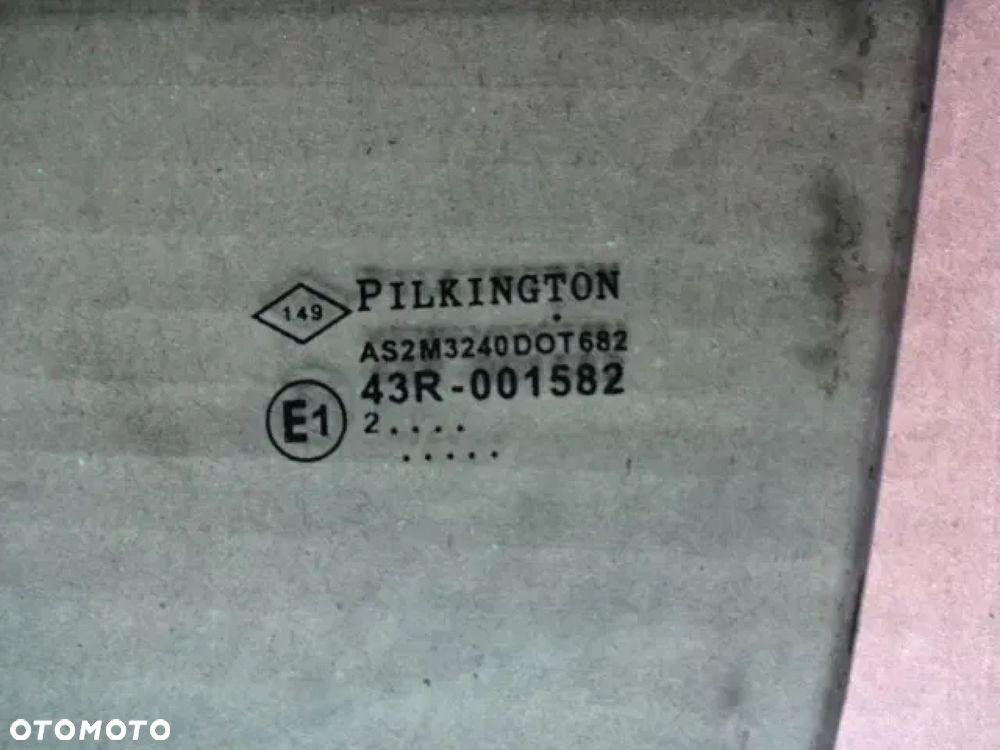 149
PILKINGTON
AS2M3240DOT682
43R-001582
E1
2....
.....
OTOMOTO